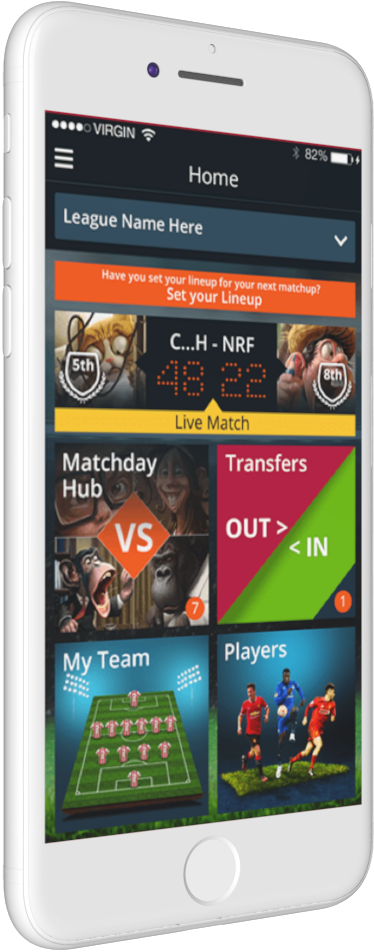 VIRGIN
82%
Home
League Name Here
Have you set your lineup for your next matchup?
Set your Lineup
5th
C...H - NRF
8th
48 22
Live Match
Matchday
Hub
VS
7
Transfers
OUT >
< IN
1
My Team
Players